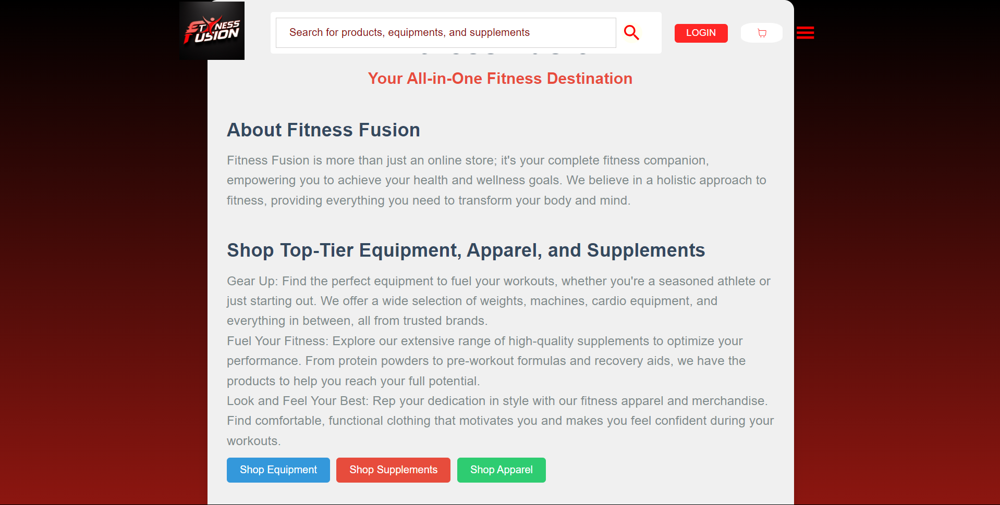 FITNESS
FUSION
Search for products, equipments, and supplements
LOGIN
Your All-in-One Fitness Destination
About Fitness Fusion
Fitness Fusion is more than just an online store; it's your complete fitness companion,
empowering you to achieve your health and wellness goals. We believe in a holistic approach to
fitness, providing everything you need to transform your body and mind.
Shop Top-Tier Equipment, Apparel, and Supplements
Gear Up: Find the perfect equipment to fuel your workouts, whether you're a seasoned athlete or
just starting out. We offer a wide selection of weights, machines, cardio equipment, and
everything in between, all from trusted brands.
Fuel Your Fitness: Explore our extensive range of high-quality supplements to optimize your
performance. From protein powders to pre-workout formulas and recovery aids, we have the
products to help you reach your full potential.
Look and Feel Your Best: Rep your dedication in style with our fitness apparel and merchandise.
Find comfortable, functional clothing that motivates you and makes you feel confident during your
workouts.
Shop Equipment
Shop Supplements
Shop Apparel